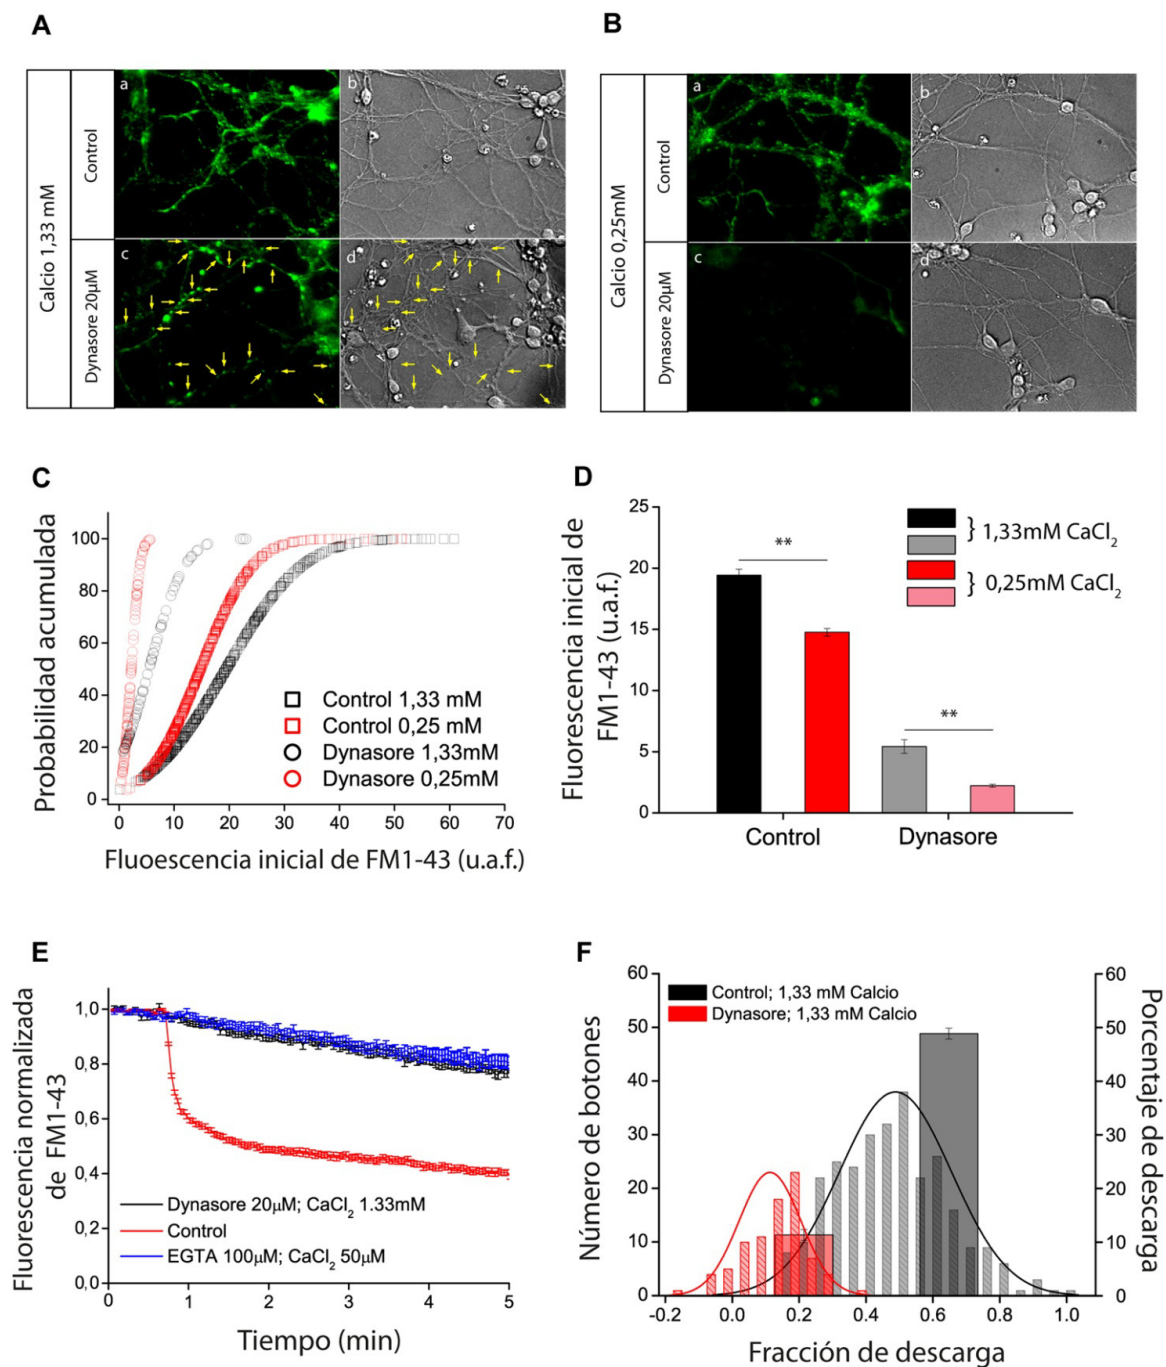 A
Calcio 1,33 mM
Control
Dynasore 20μM
a
b
c
d
B
Calcio 0,25mM
Control
Dynasore 20μM
a
b
c
d
C
Probabilidad acumulada
100
80
60
40
20
0
Control 1,33 mM
Control 0,25 mM
Dynasore 1,33mM
Dynasore 0,25mM
0 10 20 30 40 50 60 70
Fluoescencia inicial de FM1-43 (u.a.f.)
D
Fluorescencia inicial de
FM1-43 (u.a.f.)
25
20
15
10
5
0
**
**
} 1,33mM CaCl2
} 0,25mM CaCl2
Control Dynasore
E
Fluorescencia normalizada
de FM1-43
1,0
0,8
0,6
0,4
0,2
0,0
Dynasore 20μM; CaCl2 1.33mM
Control
EGTA 100μM; CaCl2 50μM
0 1 2 3 4 5
Tiempo (min)
F
Número de botones
60
50
40
30
20
10
0
Control; 1,33 mM Calcio
Dynasore; 1,33 mM Calcio
60
50
40
30
20
10
0
Porcentaje de
descarga
-0.2 0.0 0.2 0.4 0.6 0.8 1.0
Fracción de descarga